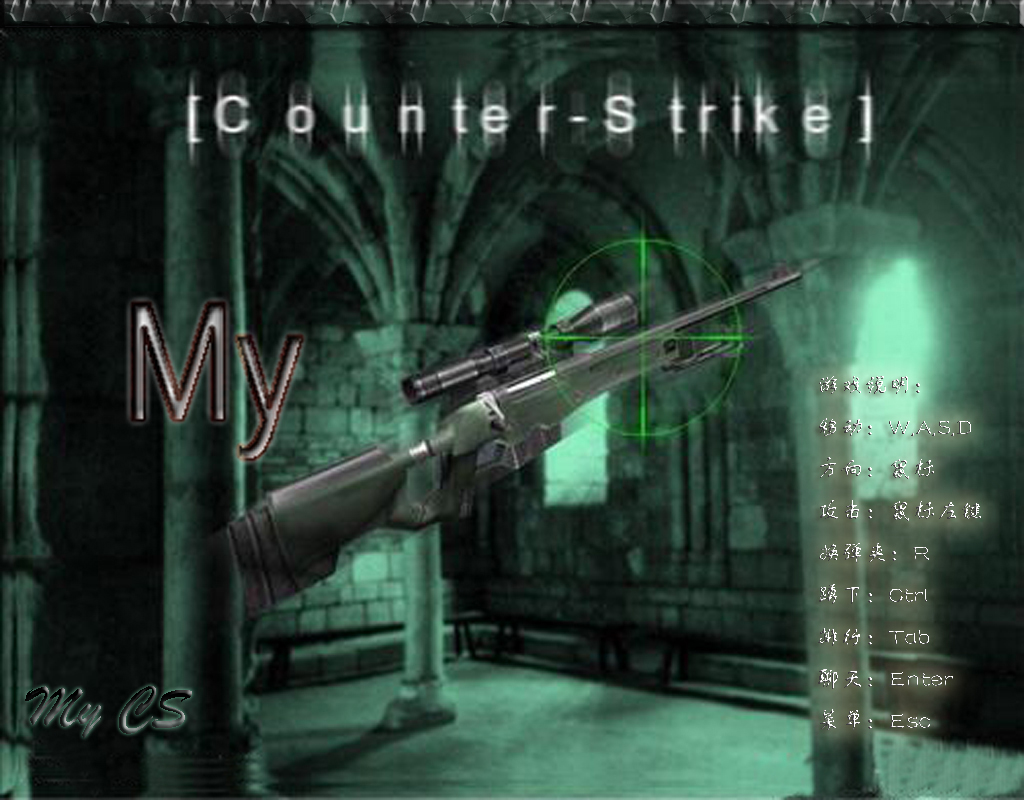 [Counter-Strike]
My
游戏说明：
移动：W,A,S,D
方向：鼠标
攻击：鼠标左键
换弹夹：R
蹲下：Ctrl
排行：Tab
聊天：Enter
菜单：Esc
My CS